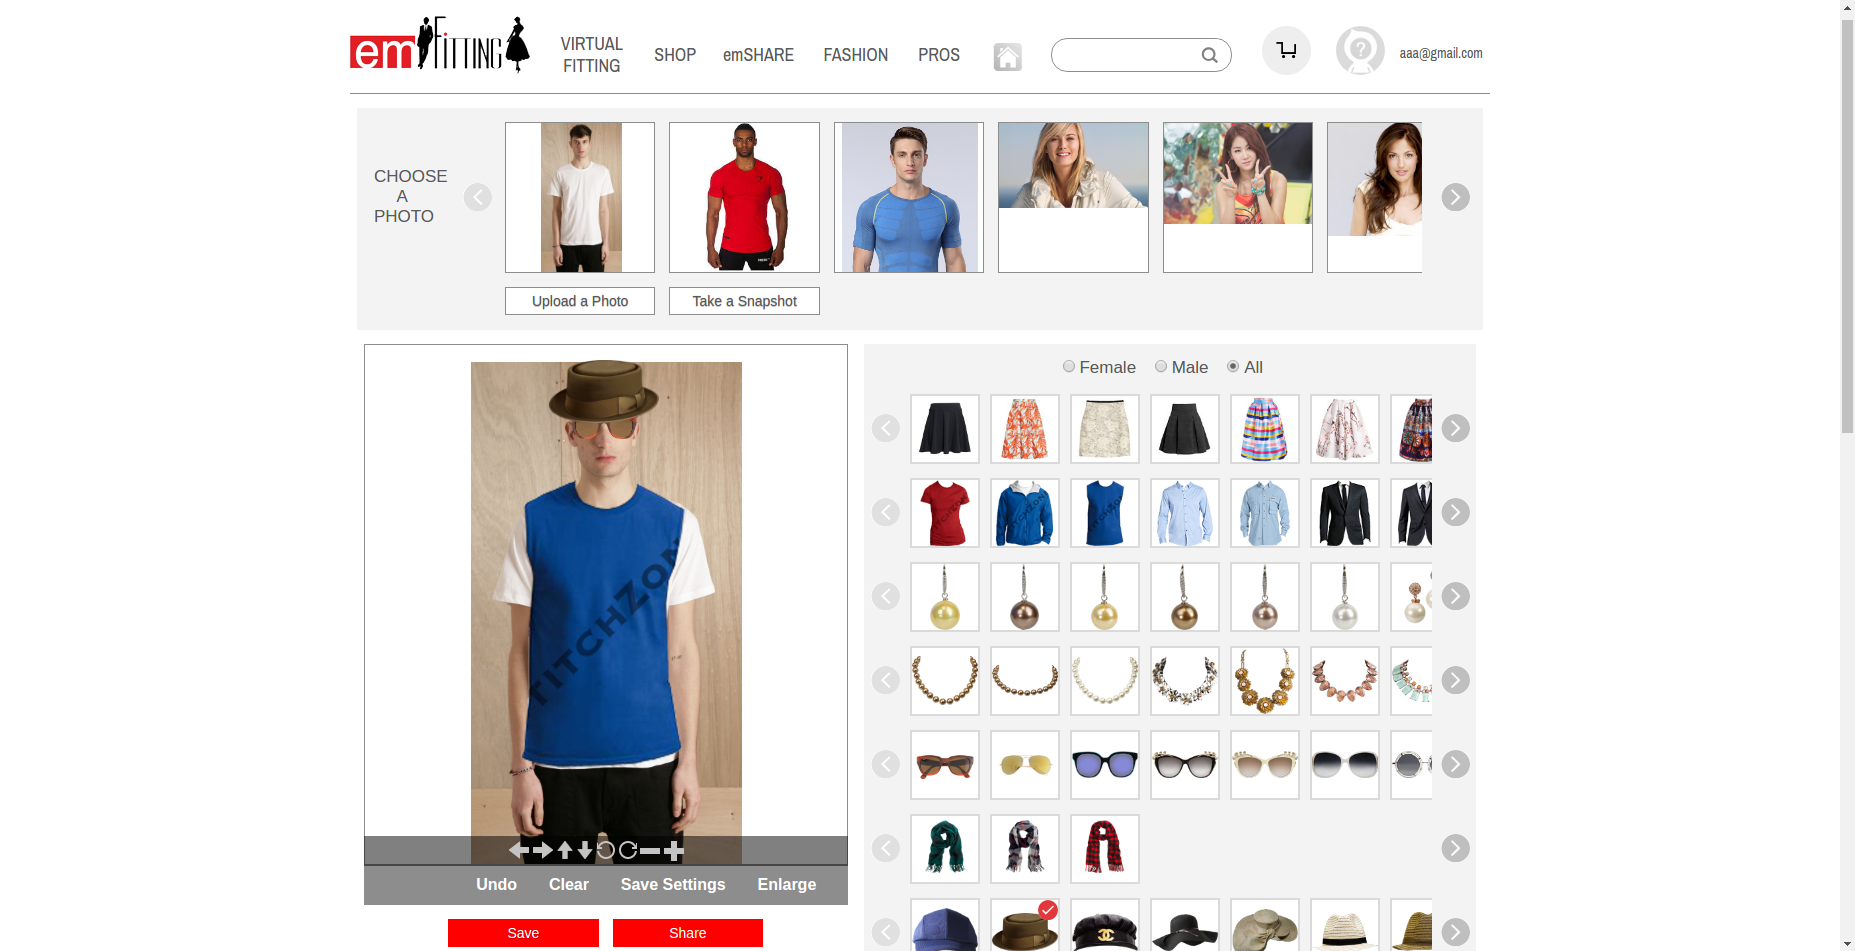 emFITTING
VIRTUAL
FITTING
SHOP
emSHARE
FASHION
PROS
aaa@gmail.com
CHOOSE
A
PHOTO
Upload a Photo
Take a Snapshot
Female
Male
All
TITCHZON
Undo
Clear
Save Settings
Enlarge
Save
Share